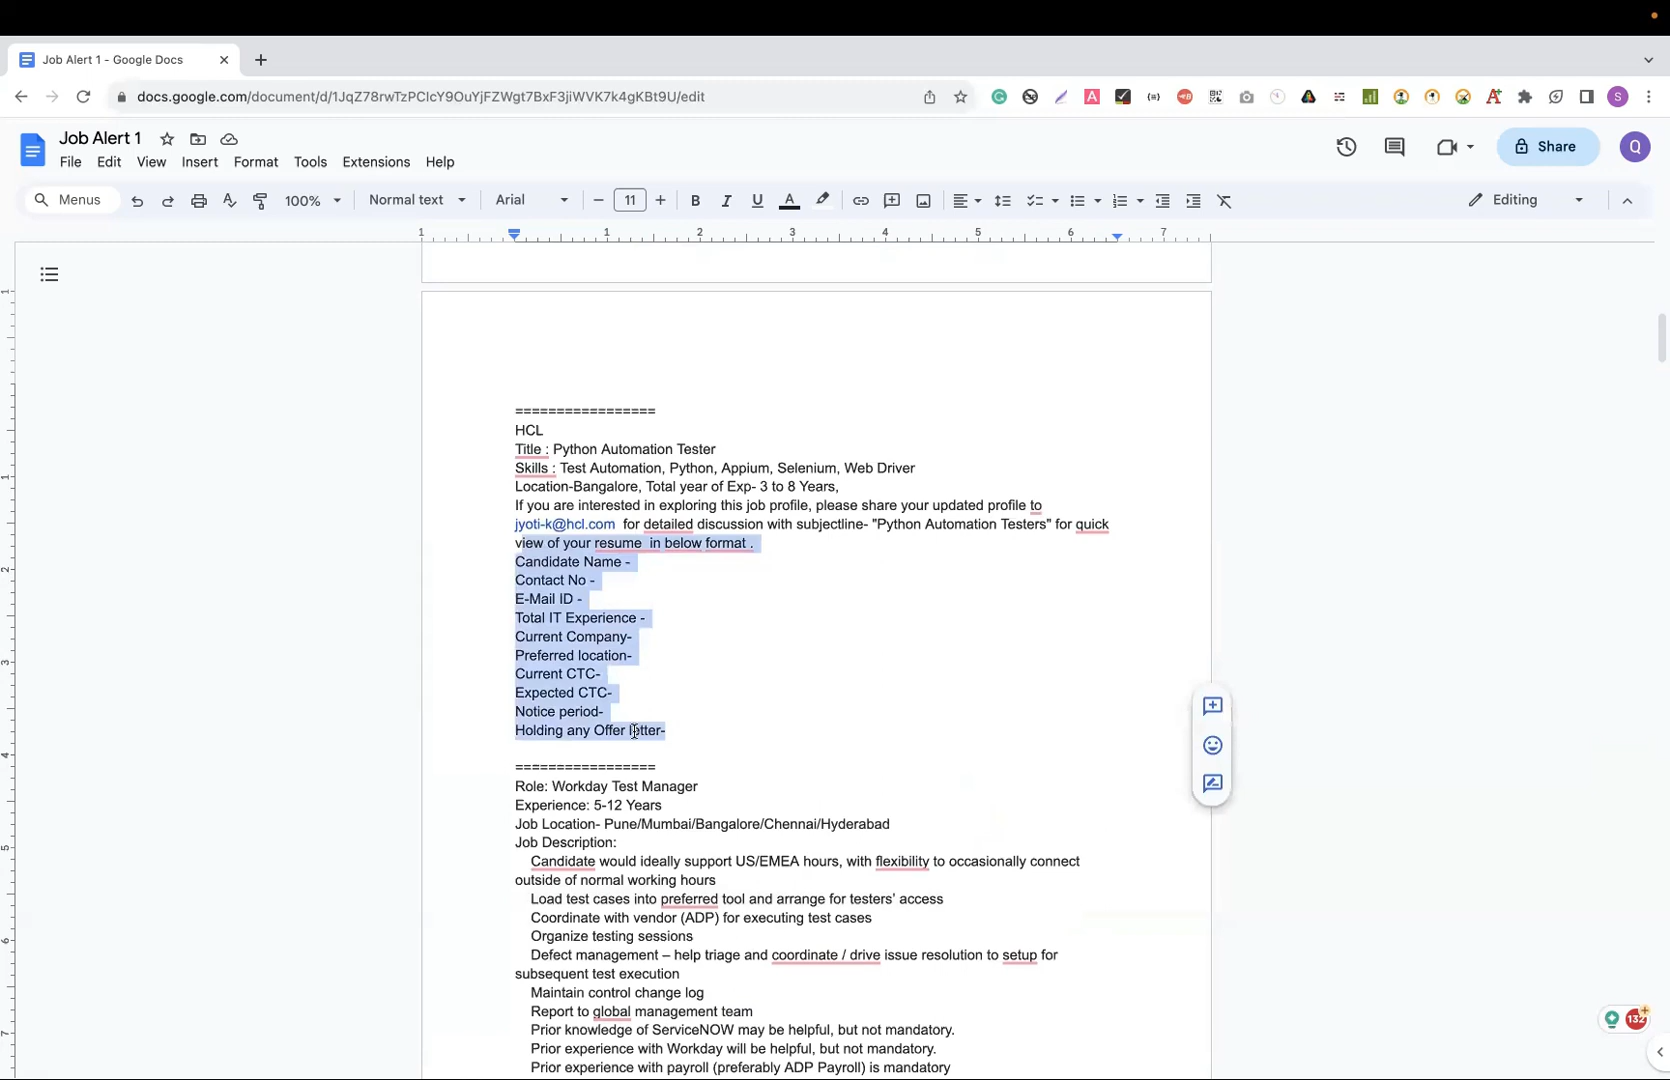 Job Alert 1 - Google Docs
docs.google.com/document/d/1JqZ78rwTzPClcY9OuYjFZWgt7BxF3jiWVK7k4gKBt9U/edit
Job Alert 1
File Edit View Insert Format Tools Extensions Help
Share
Q
Menus
100%
Normal text
Arial
11
Editing
1 1 2 3 4 5 6 7
=================
HCL
Title : Python Automation Tester
Skills : Test Automation, Python, Appium, Selenium, Web Driver
Location-Bangalore, Total year of Exp- 3 to 8 Years,
If you are interested in exploring this job profile, please share your updated profile to
jyoti-k@hcl.com for detailed discussion with subjectline- "Python Automation Testers" for quick
view of your resume in below format .
Candidate Name -
Contact No -
E-Mail ID -
Total IT Experience -
Current Company-
Preferred location-
Current CTC-
Expected CTC-
Notice period-
Holding any Offer letter-
=================
Role: Workday Test Manager
Experience: 5-12 Years
Job Location- Pune/Mumbai/Bangalore/Chennai/Hyderabad
Job Description:
Candidate would ideally support US/EMEA hours, with flexibility to occasionally connect
outside of normal working hours
Load test cases into preferred tool and arrange for testers' access
Coordinate with vendor (ADP) for executing test cases
Organize testing sessions
Defect management – help triage and coordinate / drive issue resolution to setup for
subsequent test execution
Maintain control change log
Report to global management team
Prior knowledge of ServiceNOW may be helpful, but not mandatory.
Prior experience with Workday will be helpful, but not mandatory.
Prior experience with payroll (preferably ADP Payroll) is mandatory
132